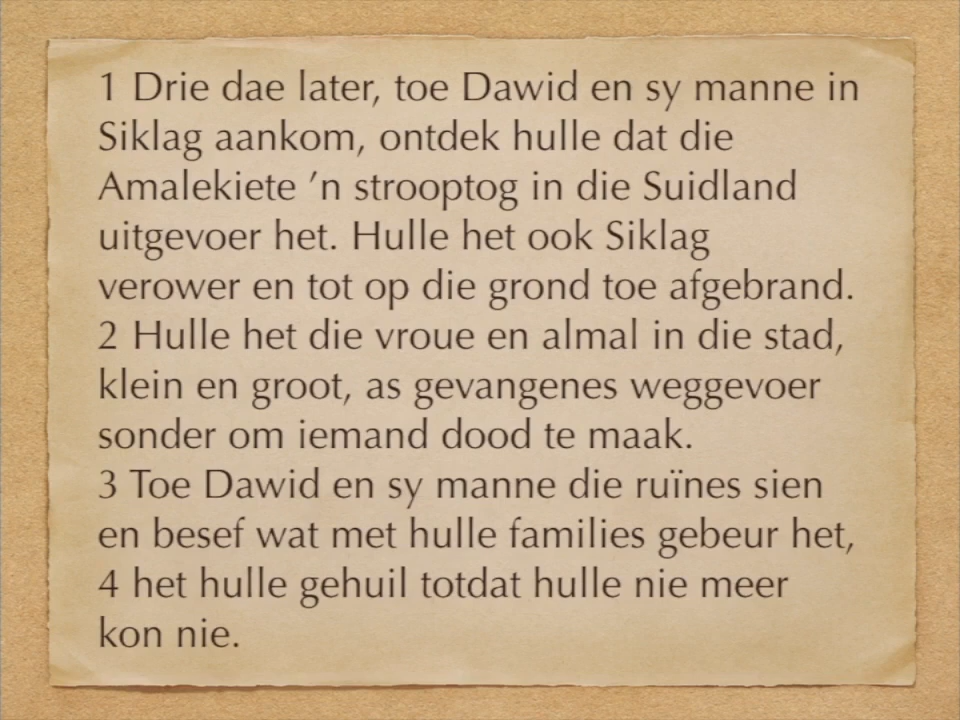 1 Drie dae later, toe Dawid en sy manne in
Siklag aankom, ontdek hulle dat die
Amalekiete ’n strooptog in die Suidland
uitgevoer het. Hulle het ook Siklag
verower en tot op die grond toe afgebrand.
2 Hulle het die vroue en almal in die stad,
klein en groot, as gevangenes weggevoer
sonder om iemand dood te maak.
3 Toe Dawid en sy manne die ruïnes sien
en besef wat met hulle families gebeur het,
4 het hulle gehuil totdat hulle nie meer
kon nie.